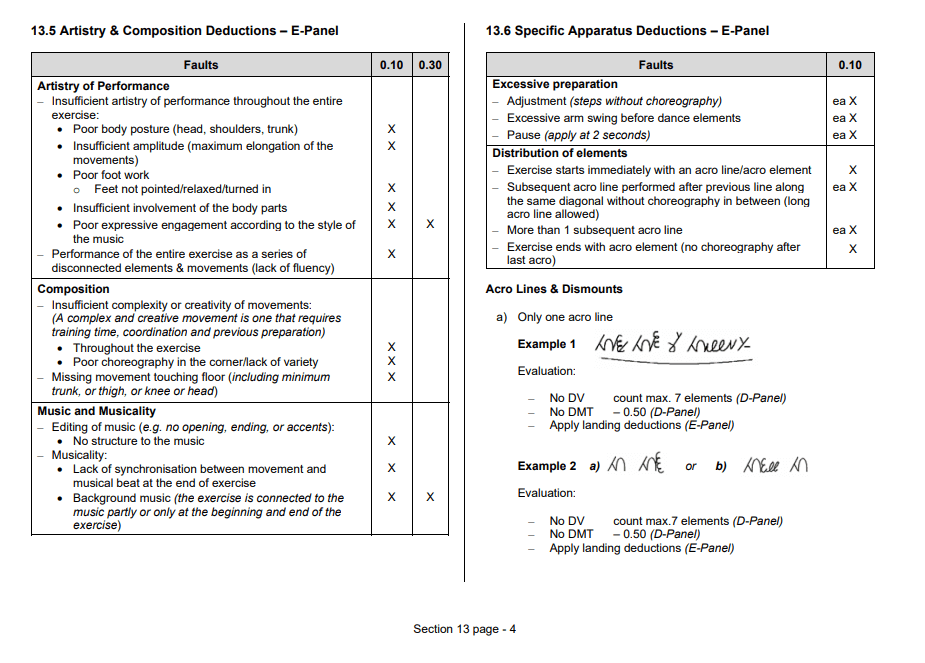 13.5 Artistry & Composition Deductions – E-Panel
Faults 0.10 0.30
Artistry of Performance
– Insufficient artistry of performance throughout the entire
exercise:
• Poor body posture (head, shoulders, trunk) X
• Insufficient amplitude (maximum elongation of the X
movements)
• Poor foot work
o Feet not pointed/relaxed/turned in X
• Insufficient involvement of the body parts X
• Poor expressive engagement according to the style of X X
the music
– Performance of the entire exercise as a series of X
disconnected elements & movements (lack of fluency)
Composition
– Insufficient complexity or creativity of movements:
(A complex and creative movement is one that requires
training time, coordination and previous preparation)
• Throughout the exercise X
• Poor choreography in the corner/lack of variety X
– Missing movement touching floor (including minimum X
trunk, or thigh, or knee or head)
Music and Musicality
– Editing of music (e.g. no opening, ending, or accents):
• No structure to the music X
– Musicality:
• Lack of synchronisation between movement and X
musical beat at the end of exercise
• Background music (the exercise is connected to the X X
music partly or only at the beginning and end of the
exercise)
13.6 Specific Apparatus Deductions – E-Panel
Faults 0.10
Excessive preparation
– Adjustment (steps without choreography) ea X
– Excessive arm swing before dance elements ea X
– Pause (apply at 2 seconds) ea X
Distribution of elements
– Exercise starts immediately with an acro line/acro element X
– Subsequent acro line performed after previous line along ea X
the same diagonal without choreography in between (long
acro line allowed)
– More than 1 subsequent acro line ea X
– Exercise ends with acro element (no choreography after X
last acro)
Acro Lines & Dismounts
a) Only one acro line
Example 1
Evaluation:
– No DV count max. 7 elements (D-Panel)
– No DMT – 0.50 (D-Panel)
– Apply landing deductions (E-Panel)
Example 2 a) or b)
Evaluation:
– No DV count max.7 elements (D-Panel)
– No DMT – 0.50 (D-Panel)
– Apply landing deductions (E-Panel)
Section 13 page - 4